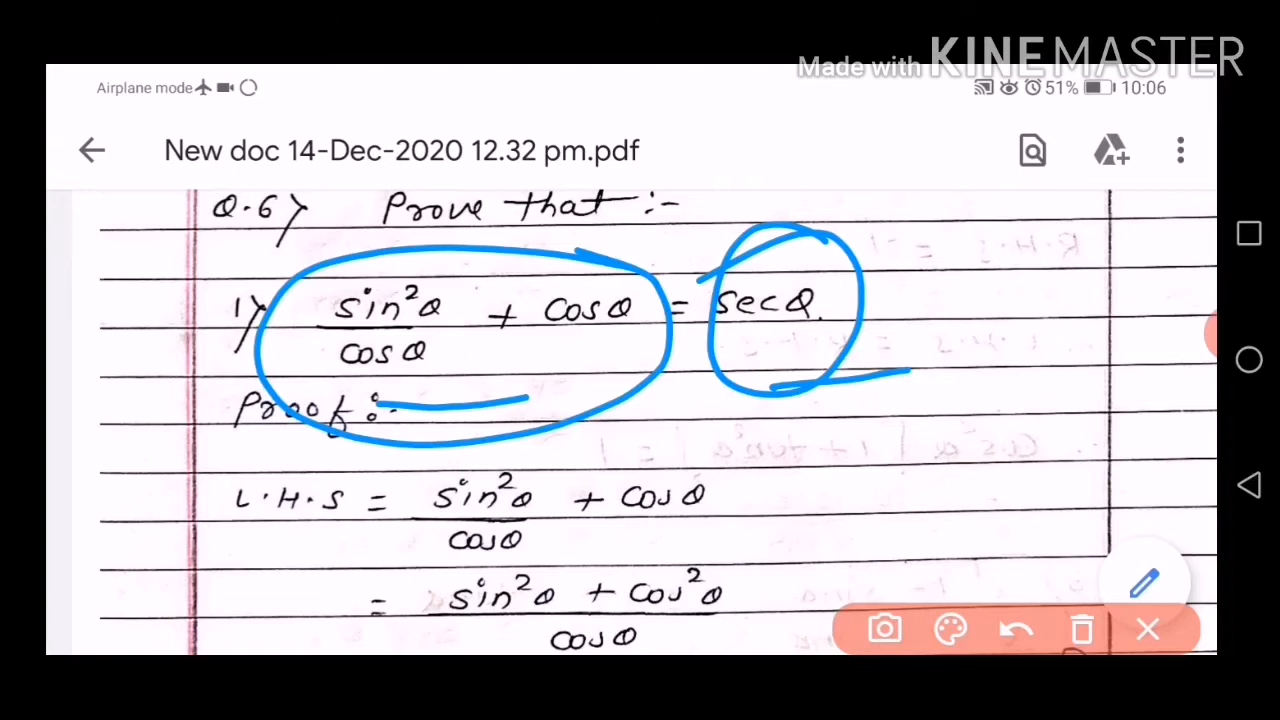 Made with KINEMASTER
Airplane mode 51% 10:06
New doc 14-Dec-2020 12.32 pm.pdf
Q.6) Prove that :-
1) sin²θ + cosθ = secθ.
cosθ
Proof :-
L.H.S = sin²θ + cosθ
cosθ
= sin²θ + cos²θ
cosθ